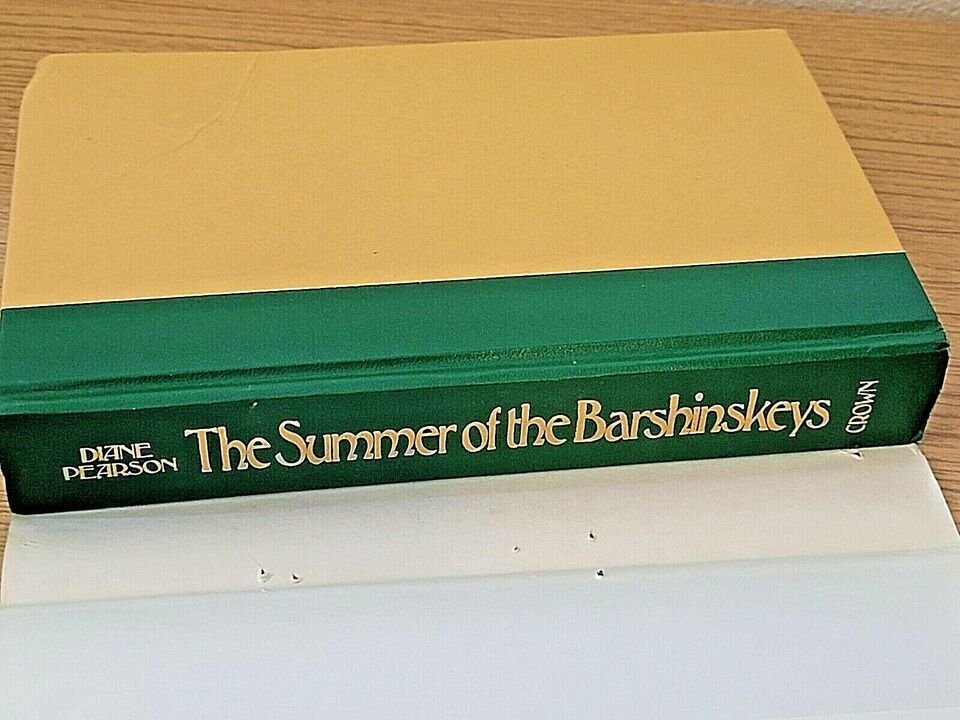 DIANE
PEARSON
The Summer of the Barshinskeys
CROWN